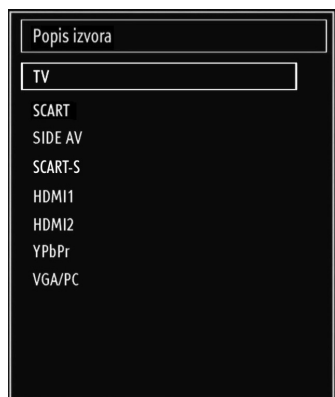 Popis izvora
TV
SCART
SIDE AV
SCART-S
HDMI1
HDMI2
YPbPr
VGA/PC